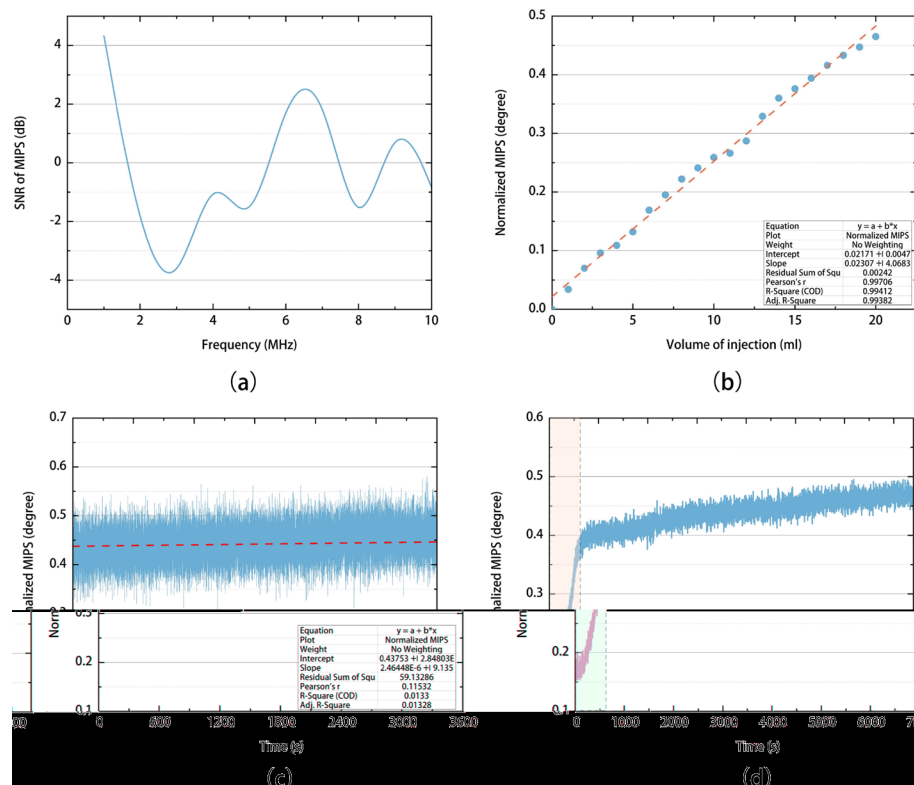 SNR of MIPS (dB)
4
2
0
-2
-4
0 2 4 6 8 10
Frequency (MHz)
(a)
Normalized MIPS (degree)
0.5
0.4
0.3
0.2
0.1
0.0
0 5 10 15 20
Equation y = a + b*x
Plot Normalized MIPS
Weight No Weighting
Intercept 0.02171 +I 0.0047
Slope 0.02307 +I 4.0683
Residual Sum of Squ 0.00242
Pearson's r 0.99706
R-Square (COD) 0.99412
Adj. R-Square 0.99382
Volume of injection (ml)
(b)
0.7
0.6
0.5
0.4
malized MIPS (degree)
0.2
0.1
Equation y = a + b*x
Plot Normalized MIPS
Weight No Weighting
Intercept 0.43753 +I 2.84803E
Slope 2.46448E-6 +I 9.135
Residual Sum of Squ 59.13286
Pearson's r 0.11532
R-Square (COD) 0.0133
Adj. R-Square 0.01328
0 600 1200 1800 2400 3000 3600
Time (s)
(c)
0.6
0.5
0.4
0.3
malized MIPS (degree)
0.2
0.1
0 1000 2000 3000 4000 5000 6000
Time (s)
(d)